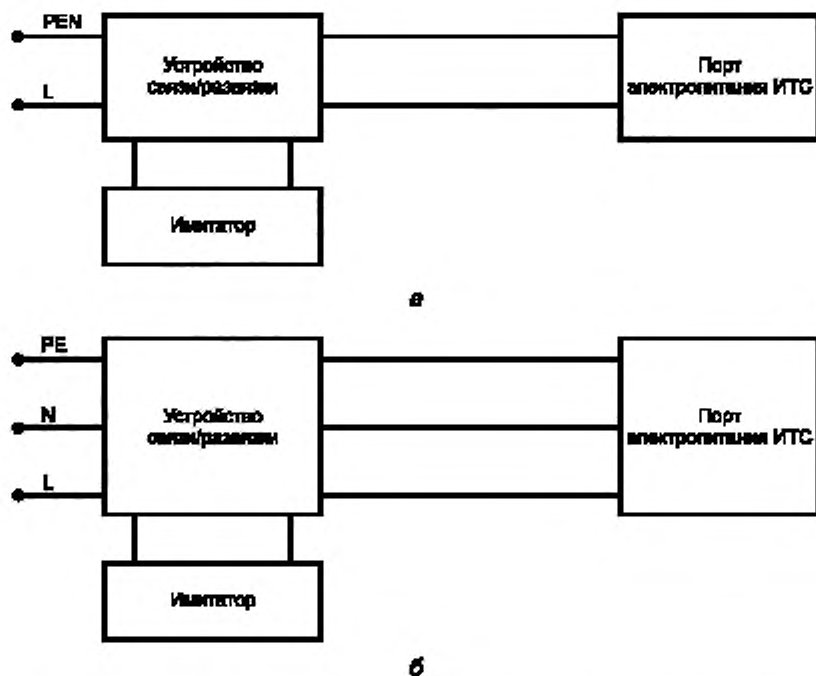 PEN
L
Устройство
связи/развязки
Порт
электропитания ИТС
Имитатор
а
PE
N
L
Устройство
связи/развязки
Порт
электропитания ИТС
Имитатор
б